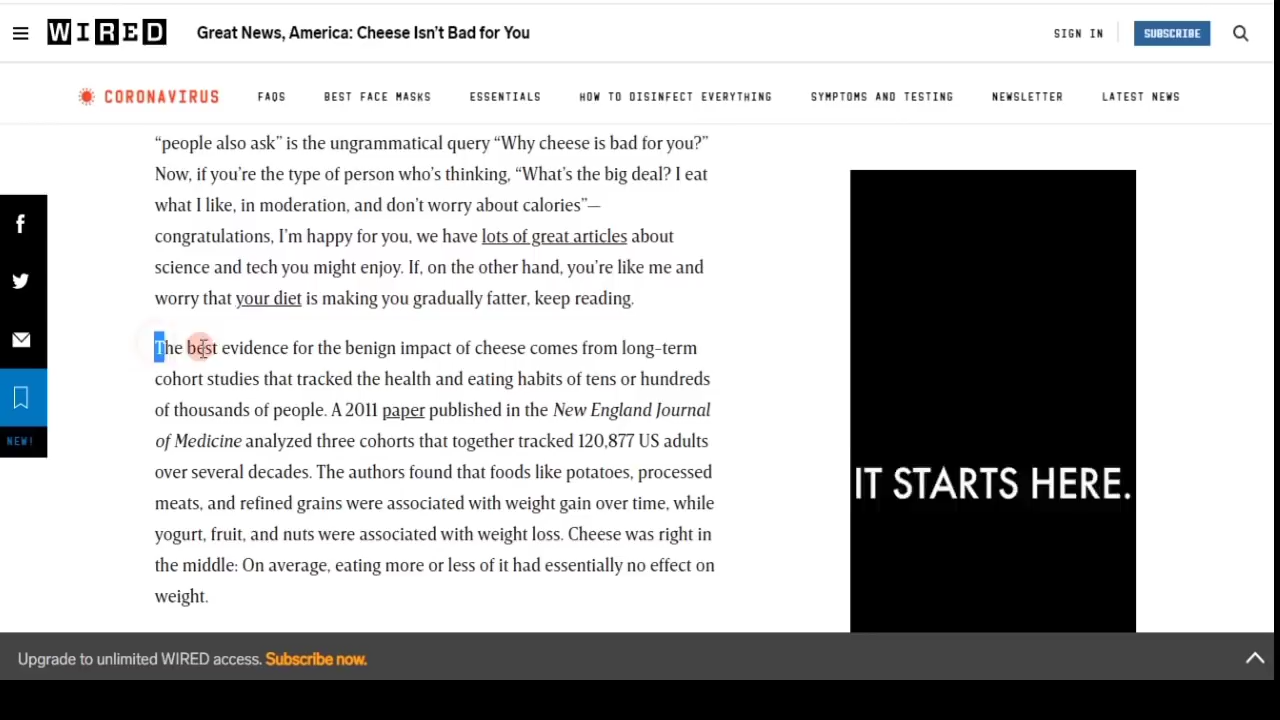 WIRED
Great News, America: Cheese Isn't Bad for You
SIGN IN
SUBSCRIBE
CORONAVIRUS
FAQS
BEST FACE MASKS
ESSENTIALS
HOW TO DISINFECT EVERYTHING
SYMPTOMS AND TESTING
NEWSLETTER
LATEST NEWS
“people also ask” is the ungrammatical query “Why cheese is bad for you?”
Now, if you’re the type of person who’s thinking, “What’s the big deal? I eat
what I like, in moderation, and don’t worry about calories”—
congratulations, I’m happy for you, we have lots of great articles about
science and tech you might enjoy. If, on the other hand, you’re like me and
worry that your diet is making you gradually fatter, keep reading.
The best evidence for the benign impact of cheese comes from long-term
cohort studies that tracked the health and eating habits of tens or hundreds
of thousands of people. A 2011 paper published in the New England Journal
of Medicine analyzed three cohorts that together tracked 120,877 US adults
over several decades. The authors found that foods like potatoes, processed
meats, and refined grains were associated with weight gain over time, while
yogurt, fruit, and nuts were associated with weight loss. Cheese was right in
the middle: On average, eating more or less of it had essentially no effect on
weight.
NEW!
IT STARTS HERE.
Upgrade to unlimited WIRED access. Subscribe now.